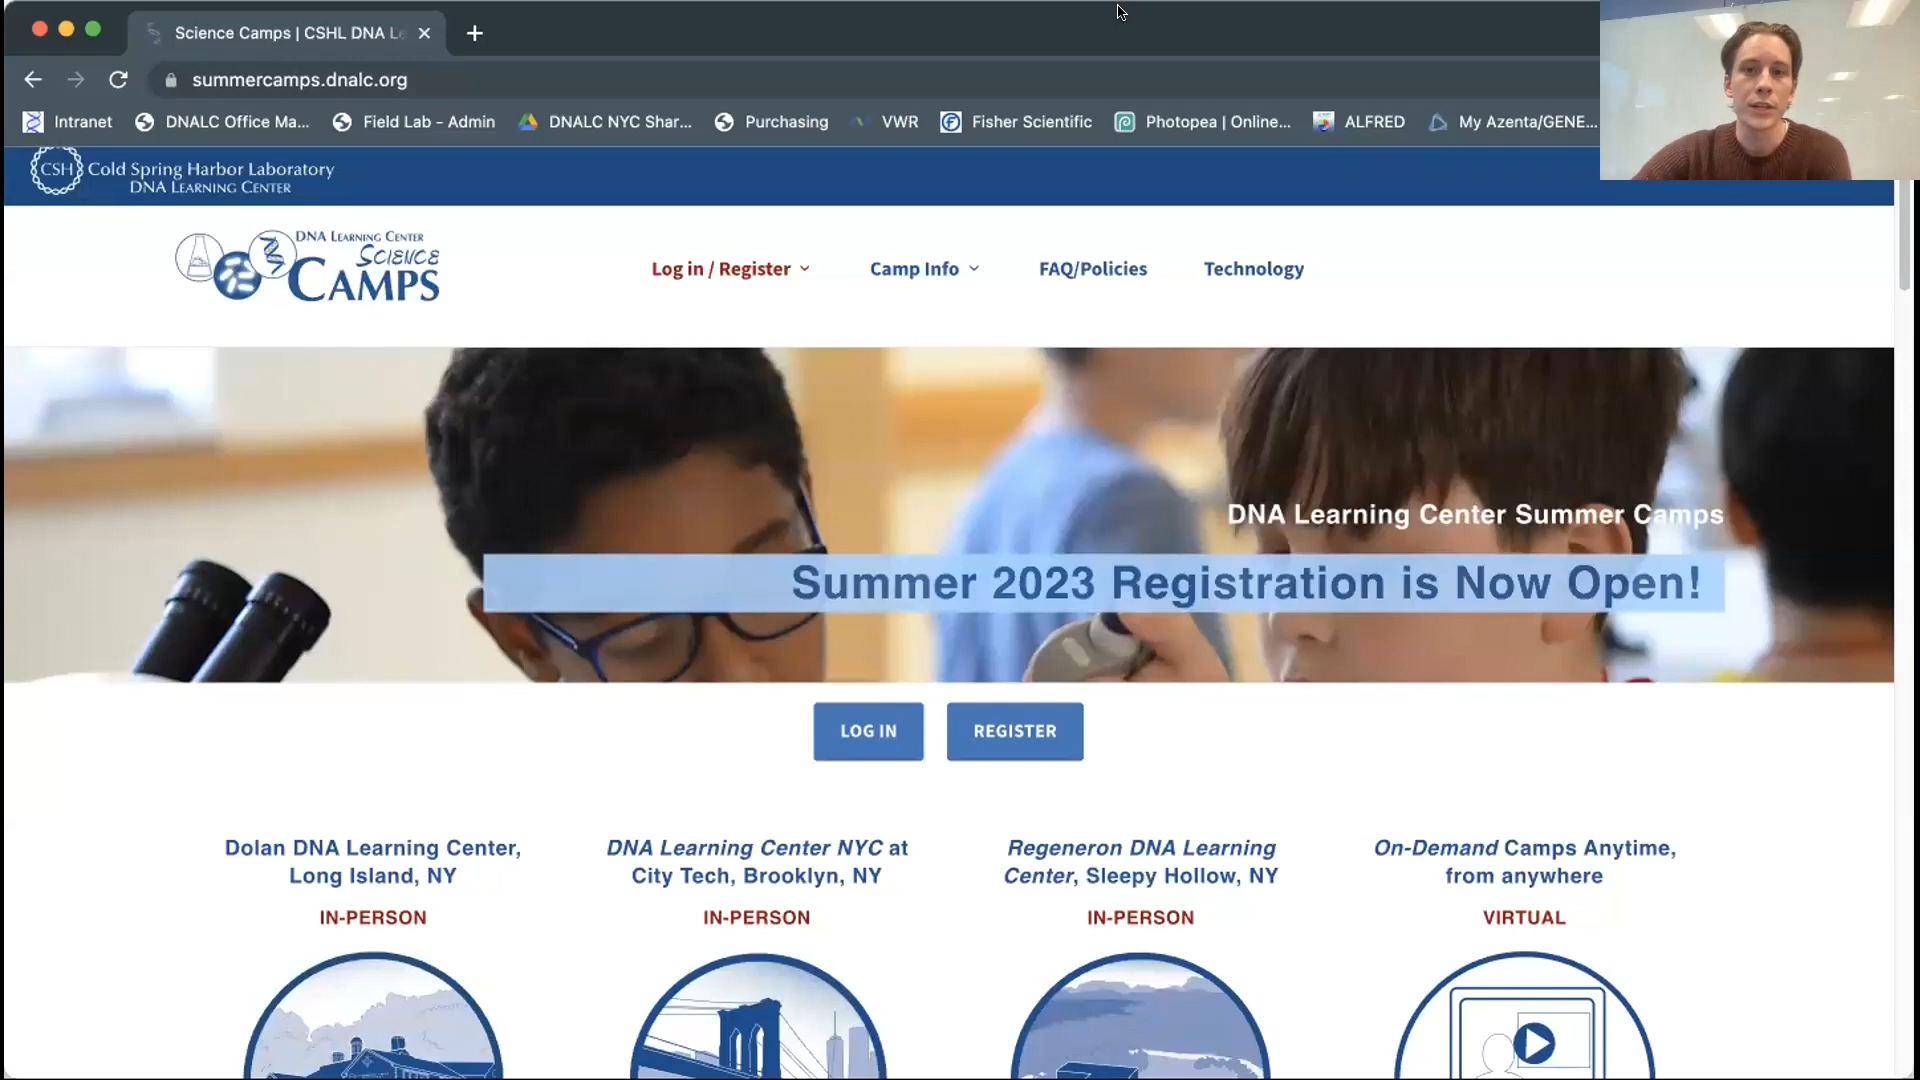 Science Camps | CSHL DNA Le
summercamps.dnalc.org
Intranet
DNALC Office Ma...
Field Lab - Admin
DNALC NYC Shar...
Purchasing
VWR
Fisher Scientific
Photopea | Online...
ALFRED
My Azenta/GENE...
CSH Cold Spring Harbor Laboratory
DNA LEARNING CENTER
DNA LEARNING CENTER
SCIENCE
CAMPS
Log in / Register
Camp Info
FAQ/Policies
Technology
DNA Learning Center Summer Camps
Summer 2023 Registration is Now Open!
LOG IN
REGISTER
Dolan DNA Learning Center,
Long Island, NY
IN-PERSON
DNA Learning Center NYC at
City Tech, Brooklyn, NY
IN-PERSON
Regeneron DNA Learning
Center, Sleepy Hollow, NY
IN-PERSON
On-Demand Camps Anytime,
from anywhere
VIRTUAL